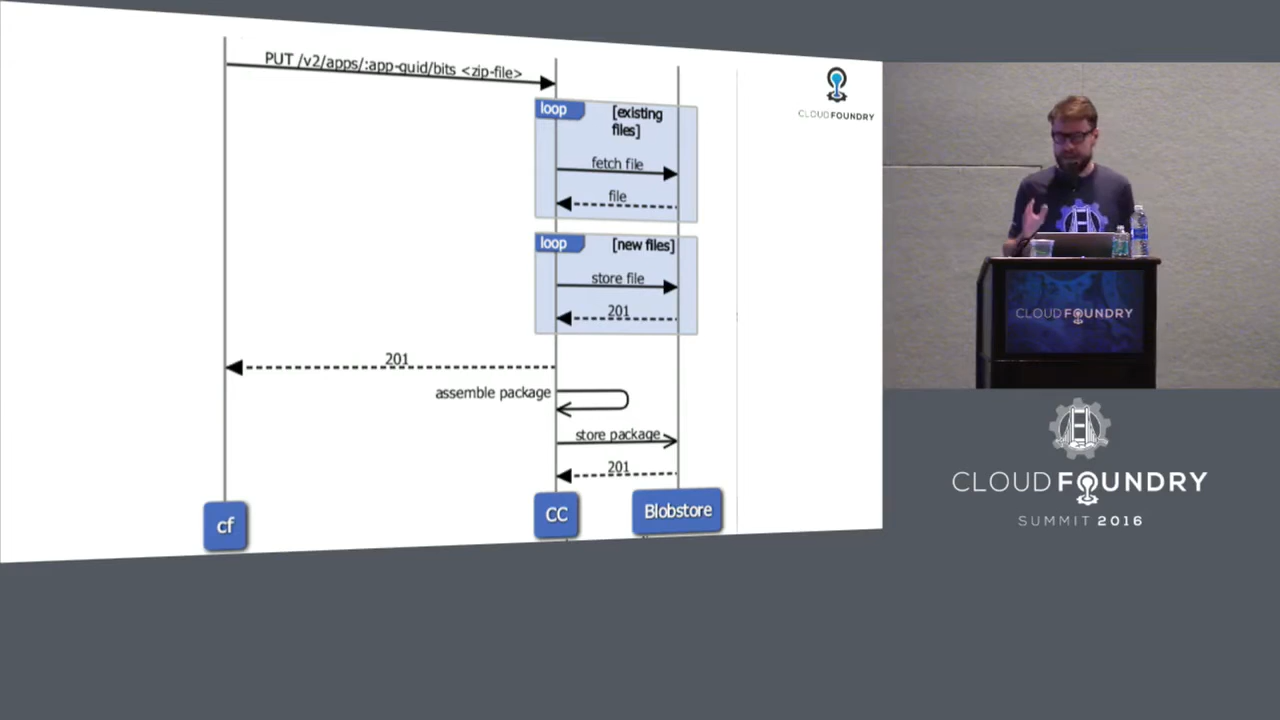 PUT /v2/apps/:app-guid/bits <zip-file>
loop
[existing
files]
fetch file
file
loop
[new files]
store file
201
201
assemble package
store package
201
cf
CC
Blobstore
CLOUD FOUNDRY
CLOUD FOUNDRY
CLOUD FOUNDRY
SUMMIT 2016